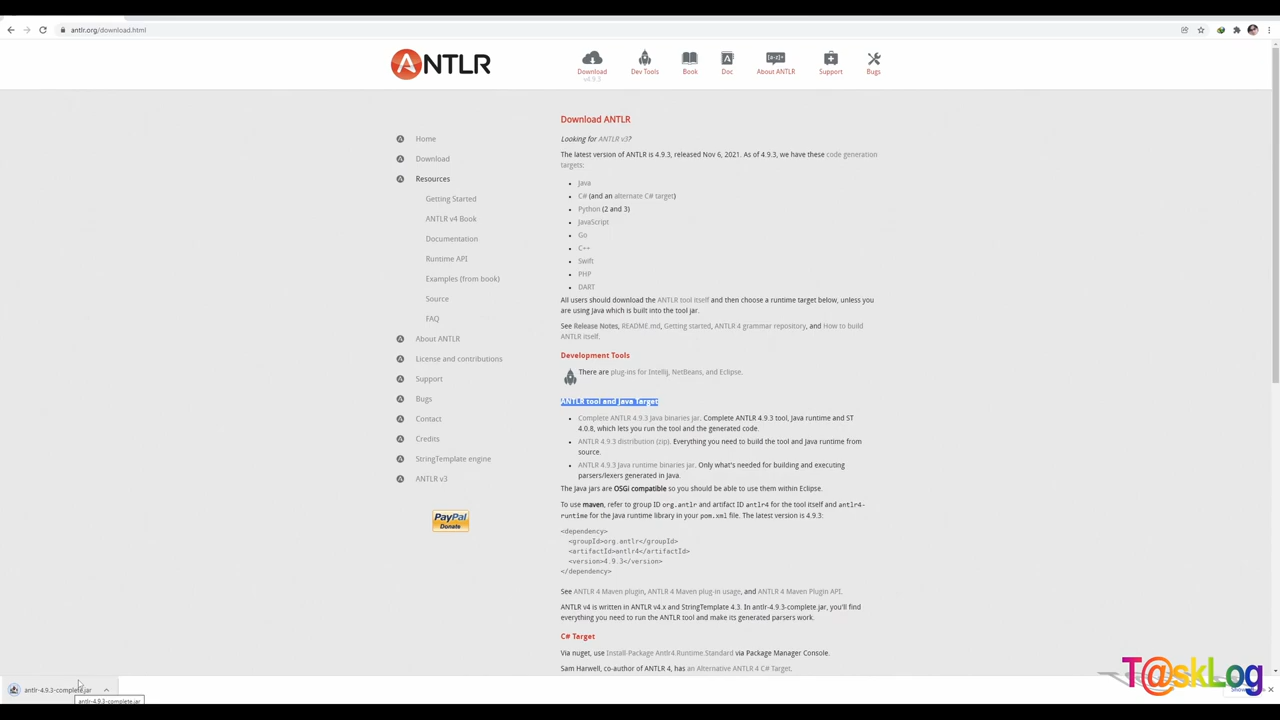 antlr.org/download.html
ANTLR
Download
v4.9.3
Dev Tools
Book
Doc
About ANTLR
Support
Bugs
Home
Download
Resources
Getting Started
ANTLR v4 Book
Documentation
Runtime API
Examples (from book)
Source
FAQ
About ANTLR
License and contributions
Support
Bugs
Contact
Credits
StringTemplate engine
ANTLR v3
PayPal
Donate
Download ANTLR
Looking for ANTLR v3?
The latest version of ANTLR is 4.9.3, released Nov 6, 2021. As of 4.9.3, we have these code generation
targets:
Java
C# (and an alternate C# target)
Python (2 and 3)
JavaScript
Go
C++
Swift
PHP
DART
All users should download the ANTLR tool itself and then choose a runtime target below, unless you
are using Java which is built into the tool jar.
See Release Notes, README.md, Getting started, ANTLR 4 grammar repository, and How to build
ANTLR itself.
Development Tools
There are plug-ins for Intellij, NetBeans, and Eclipse.
ANTLR tool and Java Target
Complete ANTLR 4.9.3 Java binaries jar. Complete ANTLR 4.9.3 tool, Java runtime and ST
4.0.8, which lets you run the tool and the generated code.
ANTLR 4.9.3 distribution (zip). Everything you need to build the tool and Java runtime from
source.
ANTLR 4.9.3 Java runtime binaries jar. Only what's needed for building and executing
parsers/lexers generated in Java.
The Java jars are OSGi compatible so you should be able to use them within Eclipse.
To use maven, refer to group ID org.antlr and artifact ID antlr4 for the tool itself and antlr4-
runtime for the Java runtime library in your pom.xml file. The latest version is 4.9.3:
<dependency>
<groupId>org.antlr</groupId>
<artifactId>antlr4</artifactId>
<version>4.9.3</version>
</dependency>
See ANTLR 4 Maven plugin, ANTLR 4 Maven plug-in usage, and ANTLR 4 Maven Plugin API.
ANTLR v4 is written in ANTLR v4.x and StringTemplate 4.3. In antlr-4.9.3-complete.jar, you'll find
everything you need to run the ANTLR tool and make its generated parsers work.
C# Target
Via nuget, use Install-Package Antlr4.Runtime.Standard via Package Manager Console.
Sam Harwell, co-author of ANTLR 4, has an Alternative ANTLR 4 C# Target.
T@skLog
antlr-4.9.3-complete.jar
antlr-4.9.3-complete.jar